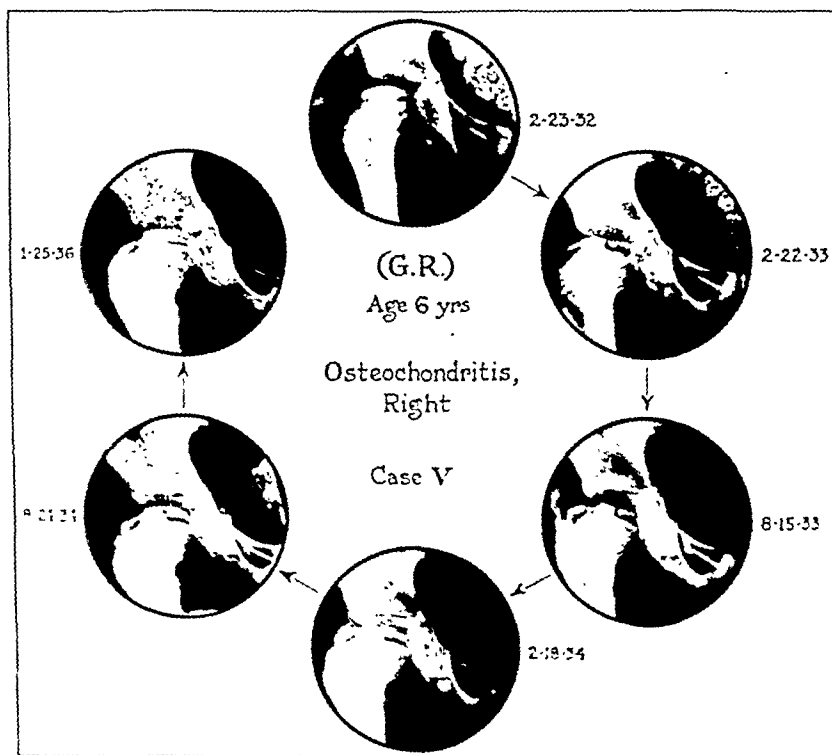 2-23-32
2-22-33
8-15-33
2-18-34
1-25-36
(G.R.)
Age 6 yrs
Osteochondritis,
Right
Case V